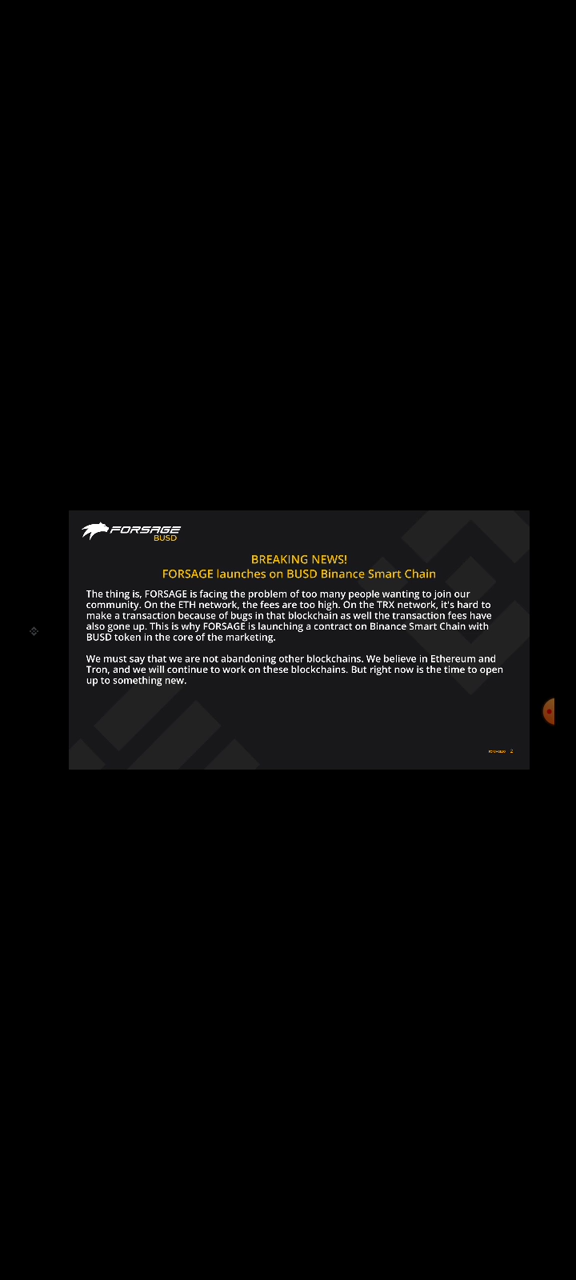 FORSAGE
BUSD
BREAKING NEWS!
FORSAGE launches on BUSD Binance Smart Chain
The thing is, FORSAGE is facing the problem of too many people wanting to join our
community. On the ETH network, the fees are too high. On the TRX network, it's hard to
make a transaction because of bugs in that blockchain as well the transaction fees have
also gone up. This is why FORSAGE is launching a contract on Binance Smart Chain with
BUSD token in the core of the marketing.
We must say that we are not abandoning other blockchains. We believe in Ethereum and
Tron, and we will continue to work on these blockchains. But right now is the time to open
up to something new.
2